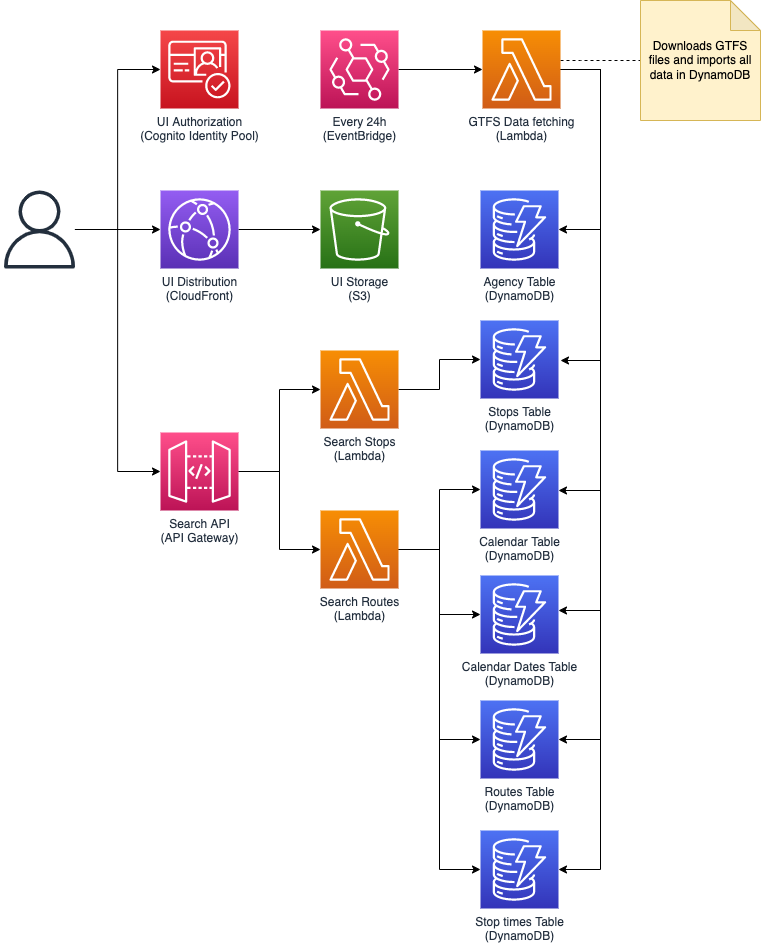 Downloads GTFS
files and imports all
data in DynamoDB
UI Authorization
(Cognito Identity Pool)
Every 24h
(EventBridge)
GTFS Data fetching
(Lambda)
UI Distribution
(CloudFront)
UI Storage
(S3)
Agency Table
(DynamoDB)
Stops Table
(DynamoDB)
Search Stops
(Lambda)
</>
Search API
(API Gateway)
Calendar Table
(DynamoDB)
Search Routes
(Lambda)
Calendar Dates Table
(DynamoDB)
Routes Table
(DynamoDB)
Stop times Table
(DynamoDB)